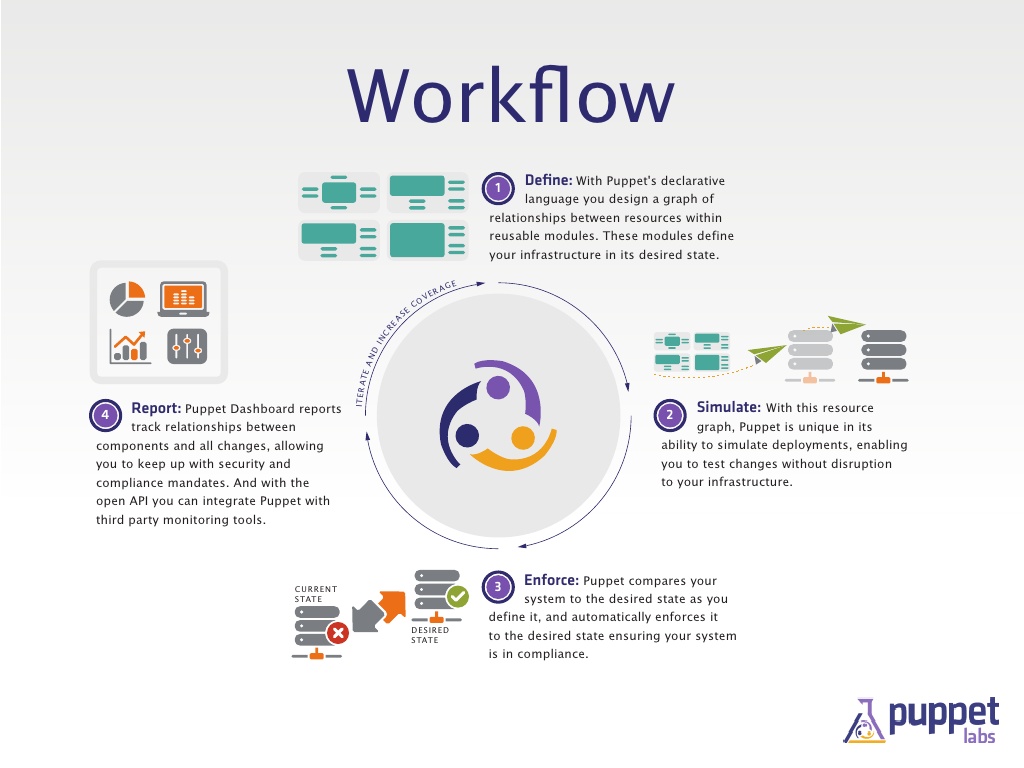 Workflow
1
Define: With Puppet's declarative
language you design a graph of
relationships between resources within
reusable modules. These modules define
your infrastructure in its desired state.
ITERATE AND INCREASE COVERAGE
2
Simulate: With this resource
graph, Puppet is unique in its
ability to simulate deployments, enabling
you to test changes without disruption
to your infrastructure.
3
Enforce: Puppet compares your
system to the desired state as you
define it, and automatically enforces it
to the desired state ensuring your system
is in compliance.
CURRENT
STATE
DESIRED
STATE
4
Report: Puppet Dashboard reports
track relationships between
components and all changes, allowing
you to keep up with security and
compliance mandates. And with the
open API you can integrate Puppet with
third party monitoring tools.
puppet
labs